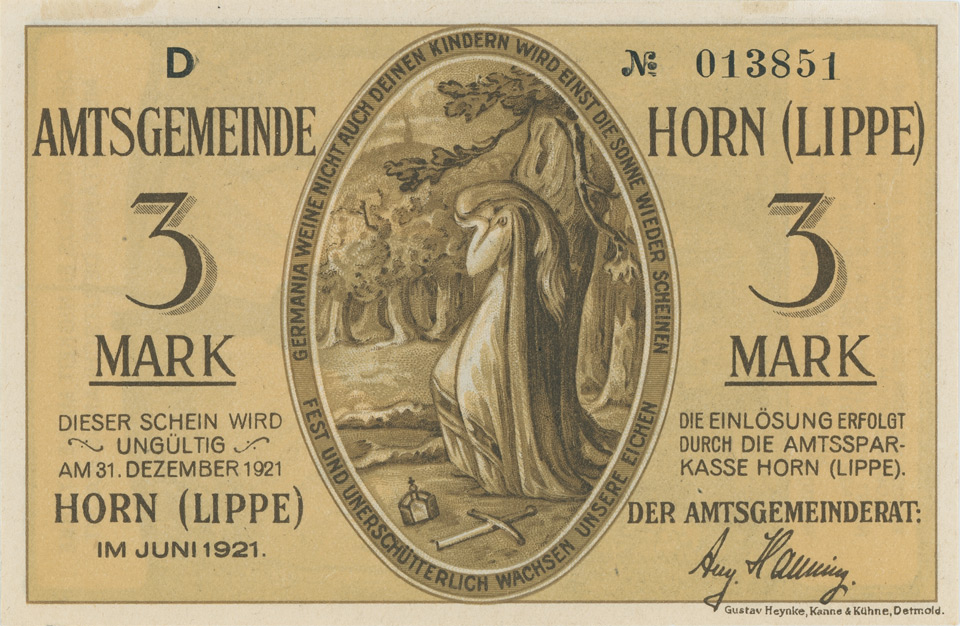 D
№ 013851
AMTSGEMEINDE
HORN (LIPPE)
3
MARK
3
MARK
GERMANIA WEINE NICHT AUCH DEINEN KINDERN WIRD EINST DIE SONNE WIEDER SCHEINEN
FEST UND UNERSCHÜTTERLICH WACHSEN UNSERE EICHEN
DIESER SCHEIN WIRD
UNGÜLTIG
AM 31. DEZEMBER 1921
HORN (LIPPE)
IM JUNI 1921.
DIE EINLÖSUNG ERFOLGT
DURCH DIE AMTSSPAR-
KASSE HORN (LIPPE).
DER AMTSGEMEINDERAT:
Gustav Heynke, Kanne & Kühne, Detmold.